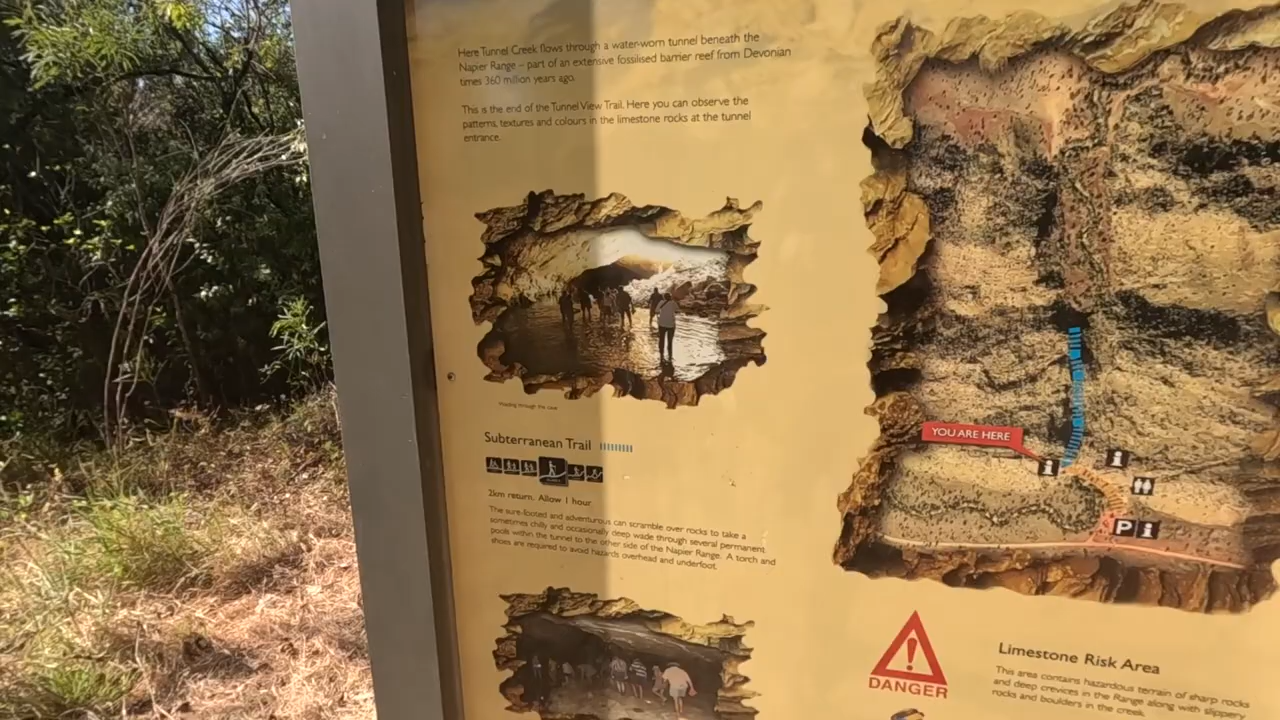 Here Tunnel Creek flows through a water-worn tunnel beneath the
Napier Range – part of an extensive fossilised barrier reef from Devonian
times 360 million years ago.
This is the end of the Tunnel View Trail. Here you can observe the
patterns, textures and colours in the limestone rocks at the tunnel
entrance.
Wading through the cave
Subterranean Trail
2km return. Allow 1 hour
The sure-footed and adventurous can scramble over rocks to take a
sometimes chilly and occasionally deep wade through several permanent
pools within the tunnel to the other side of the Napier Range. A torch and
shoes are required to avoid hazards overhead and underfoot.
YOU ARE HERE
i
i
P i
DANGER
Limestone Risk Area
This area contains hazardous terrain of sharp rocks
and deep crevices in the Range along with slippery
rocks and boulders in the creek.